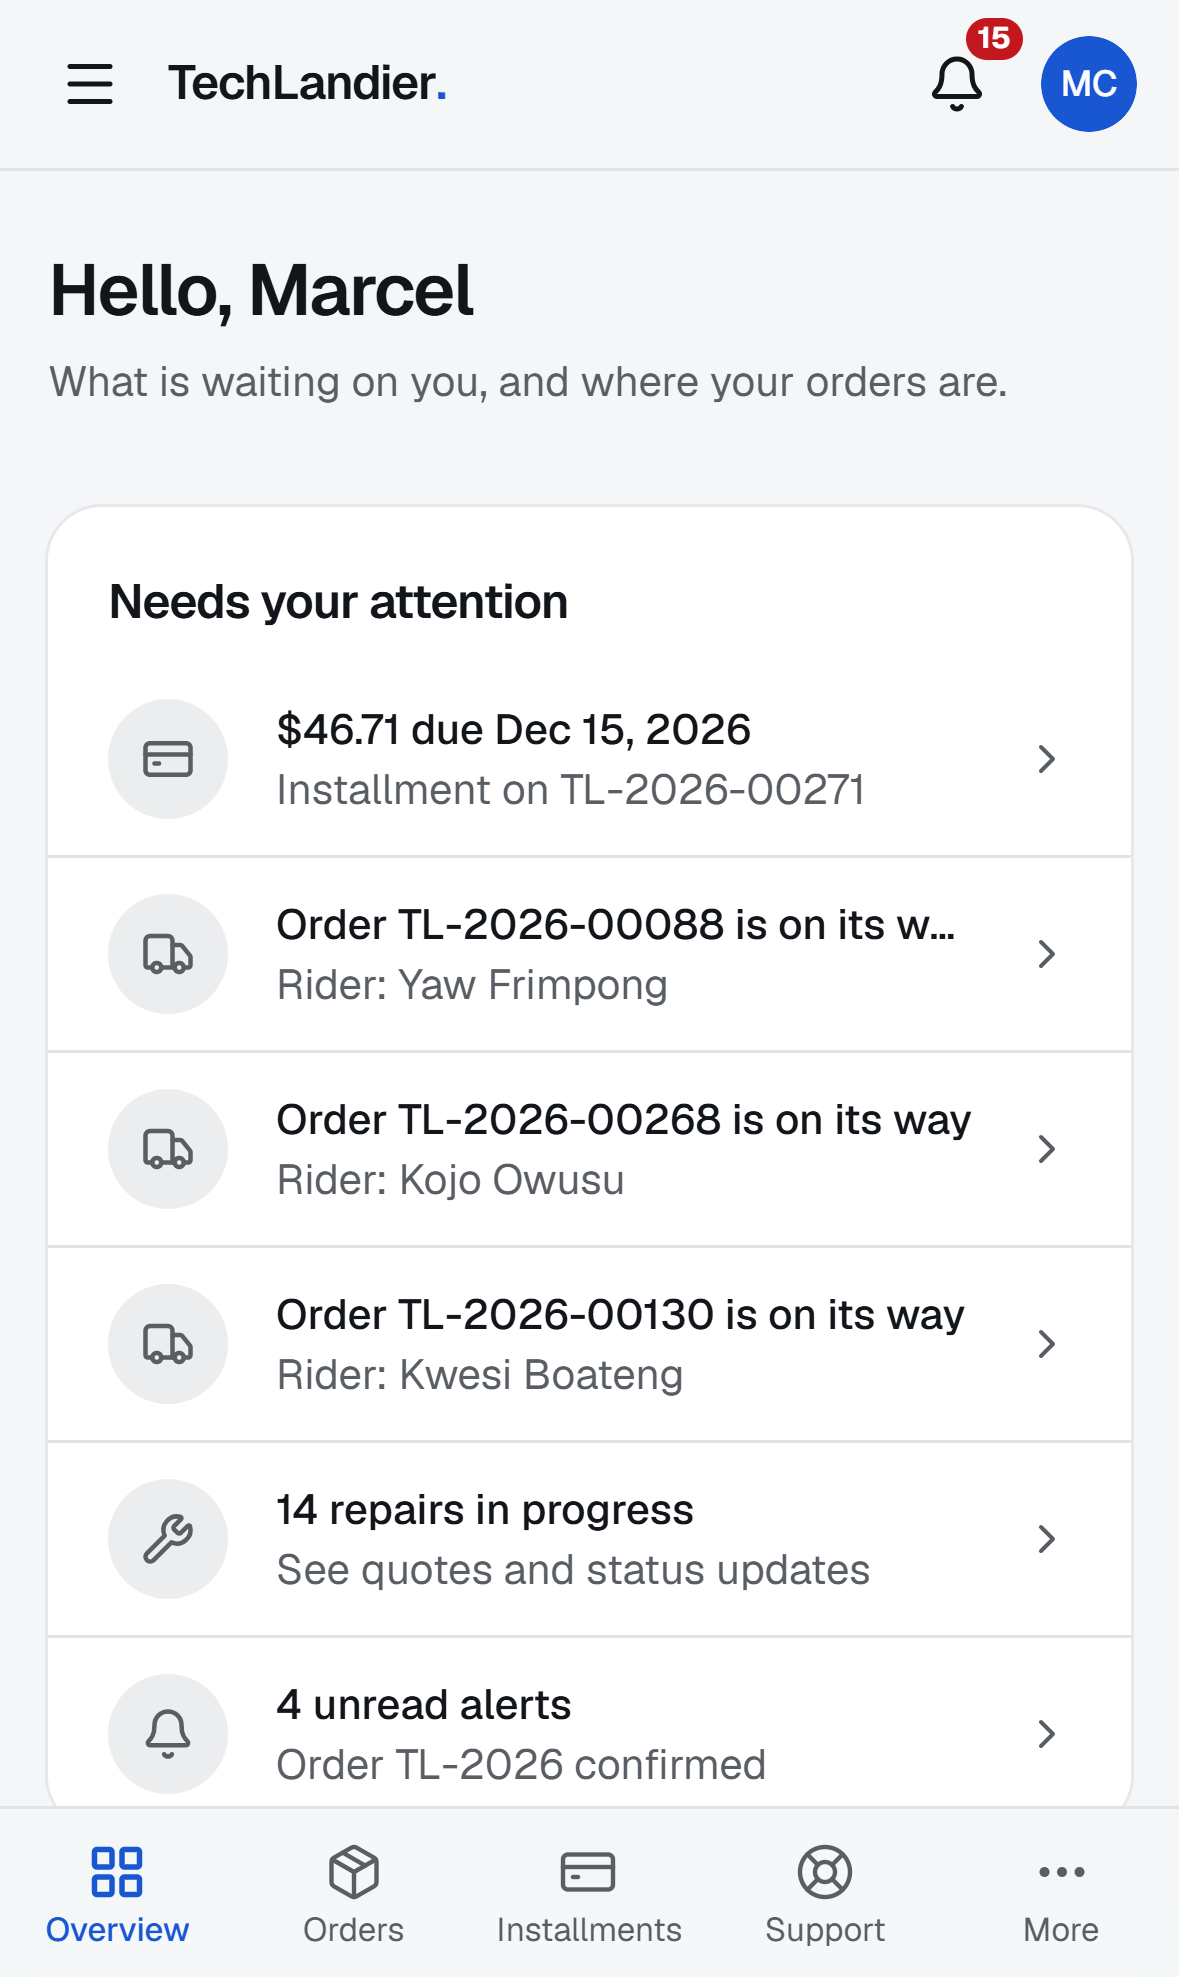 TechLandier.
15
MC
Hello, Marcel
What is waiting on you, and where your orders are.
Needs your attention
$46.71 due Dec 15, 2026
Installment on TL-2026-00271
Order TL-2026-00088 is on its w...
Rider: Yaw Frimpong
Order TL-2026-00268 is on its way
Rider: Kojo Owusu
Order TL-2026-00130 is on its way
Rider: Kwesi Boateng
14 repairs in progress
See quotes and status updates
4 unread alerts
Order TL-2026 confirmed
Overview
Orders
Installments
Support
More